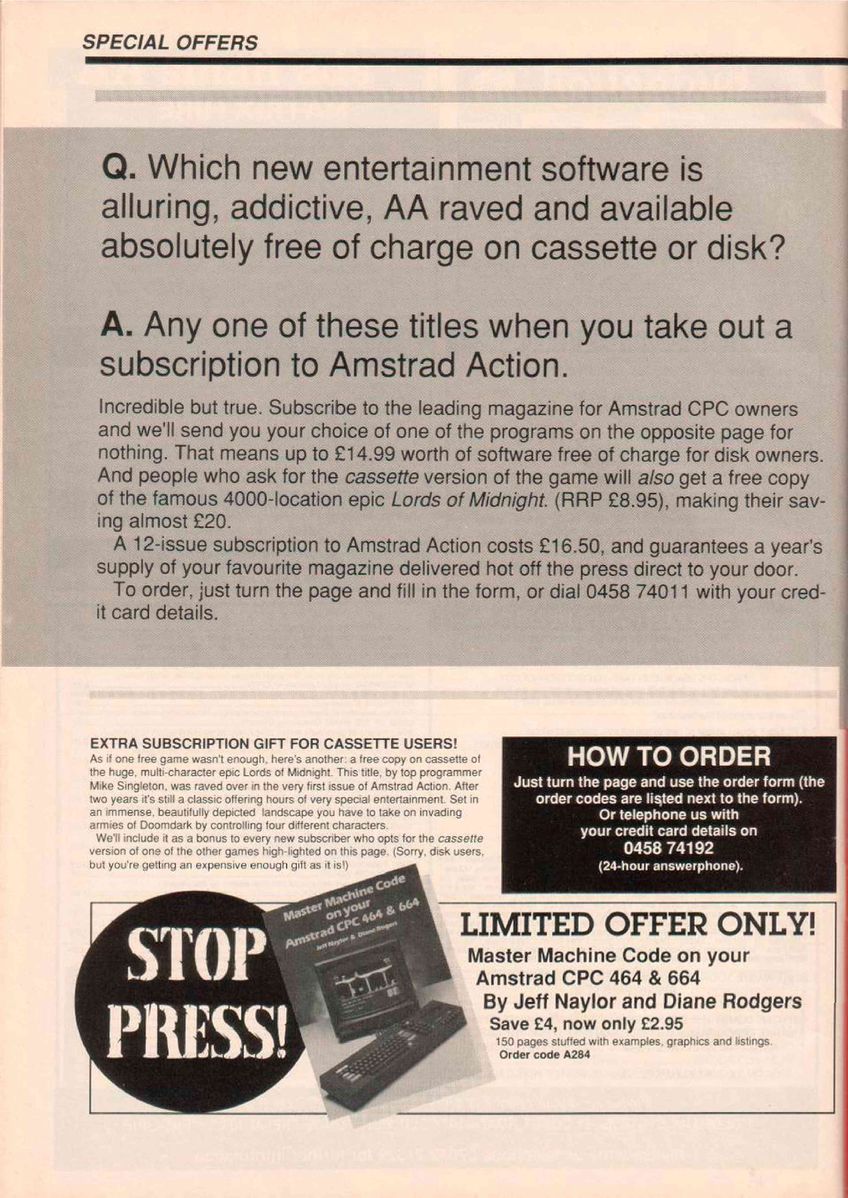 SPECIAL OFFERS
Q. Which new entertainment software is
alluring, addictive, AA raved and available
absolutely free of charge on cassette or disk?
A. Any one of these titles when you take out a
subscription to Amstrad Action.
Incredible but true. Subscribe to the leading magazine for Amstrad CPC owners
and we'll send you your choice of one of the programs on the opposite page for
nothing. That means up to £14.99 worth of software free of charge for disk owners.
And people who ask for the cassette version of the game will also get a free copy
of the famous 4000-location epic Lords of Midnight. (RRP £8.95), making their sav-
ing almost £20.
A 12-issue subscription to Amstrad Action costs £16.50, and guarantees a year's
supply of your favourite magazine delivered hot off the press direct to your door.
To order, just turn the page and fill in the form, or dial 0458 74011 with your cred-
it card details.
EXTRA SUBSCRIPTION GIFT FOR CASSETTE USERS!
As if one free game wasn't enough, here's another: a free copy on cassette of
the huge, multi-character epic Lords of Midnight. This title, by top programmer
Mike Singleton, was raved over in the very first issue of Amstrad Action. After
two years it's still a classic offering hours of very special entertainment. Set in
an immense, beautifully depicted landscape you have to take on invading
armies of Doomdark by controlling four different characters.
We'll include it as a bonus to every new subscriber who opts for the cassette
version of one of the other games high-lighted on this page. (Sorry, disk users,
but you're getting an expensive enough gift as it is!)
HOW TO ORDER
Just turn the page and use the order form (the
order codes are listed next to the form).
Or telephone us with
your credit card details on
0458 74192
(24-hour answerphone).
STOP
PRESS!
Master Machine Code
on your
Amstrad CPC 464 & 664
Jeff Naylor & Diane Rogers
LIMITED OFFER ONLY!
Master Machine Code on your
Amstrad CPC 464 & 664
By Jeff Naylor and Diane Rodgers
Save £4, now only £2.95
150 pages stuffed with examples, graphics and listings.
Order code A284